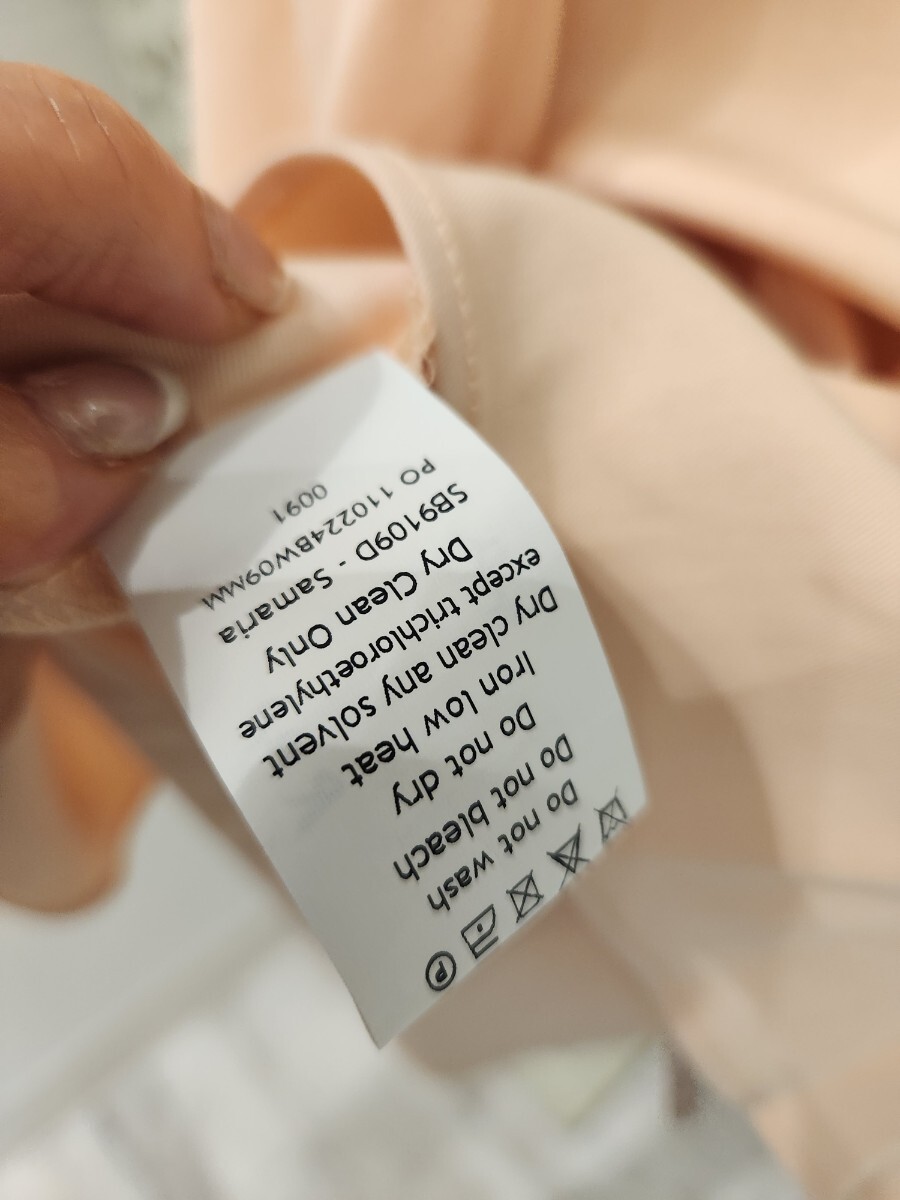 Do not wash
Do not bleach
Do not dry
Iron low heat
Dry clean any solvent
except trichloroethylene
Dry Clean Only
SB9109D - Samaria
PO 110224BW09MM
0091